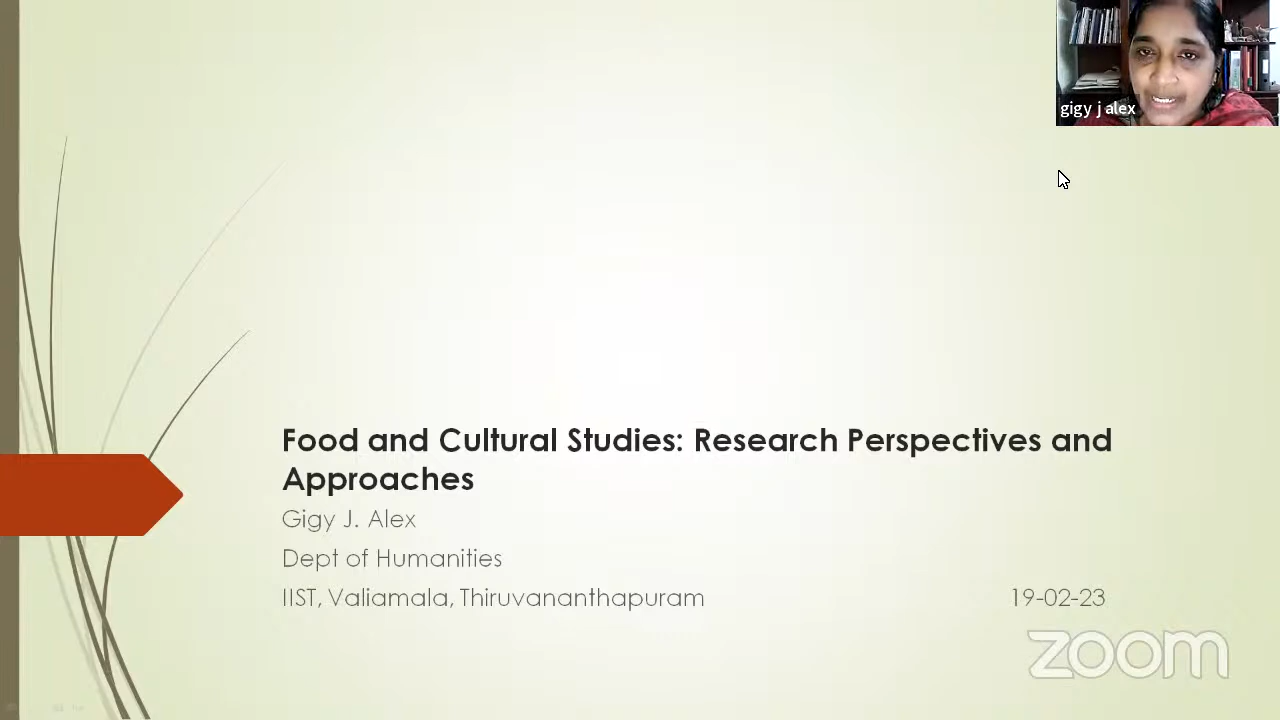 gigy j alex
Food and Cultural Studies: Research Perspectives and
Approaches
Gigy J. Alex
Dept of Humanities
IIST, Valiamala, Thiruvananthapuram 19-02-23
zoom